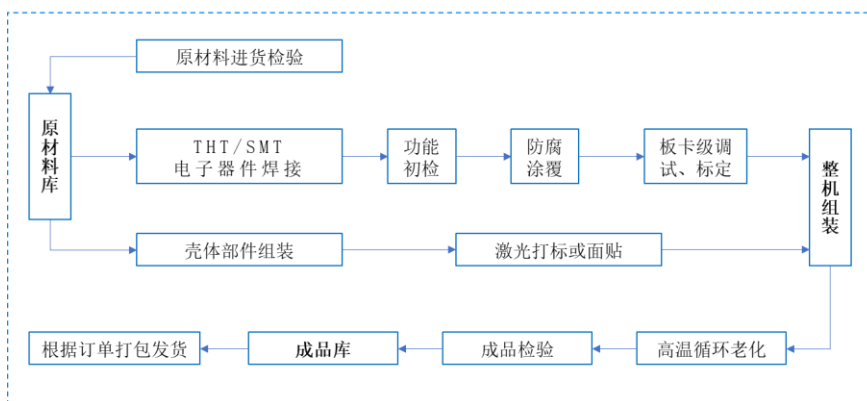 原材料进货检验
原材料库
THT/SMT
电子器件焊接
功能
初检
防腐
涂覆
板卡级调
试、标定
整机组装
壳体部件组装
激光打标或面贴
根据订单打包发货
成品库
成品检验
高温循环老化